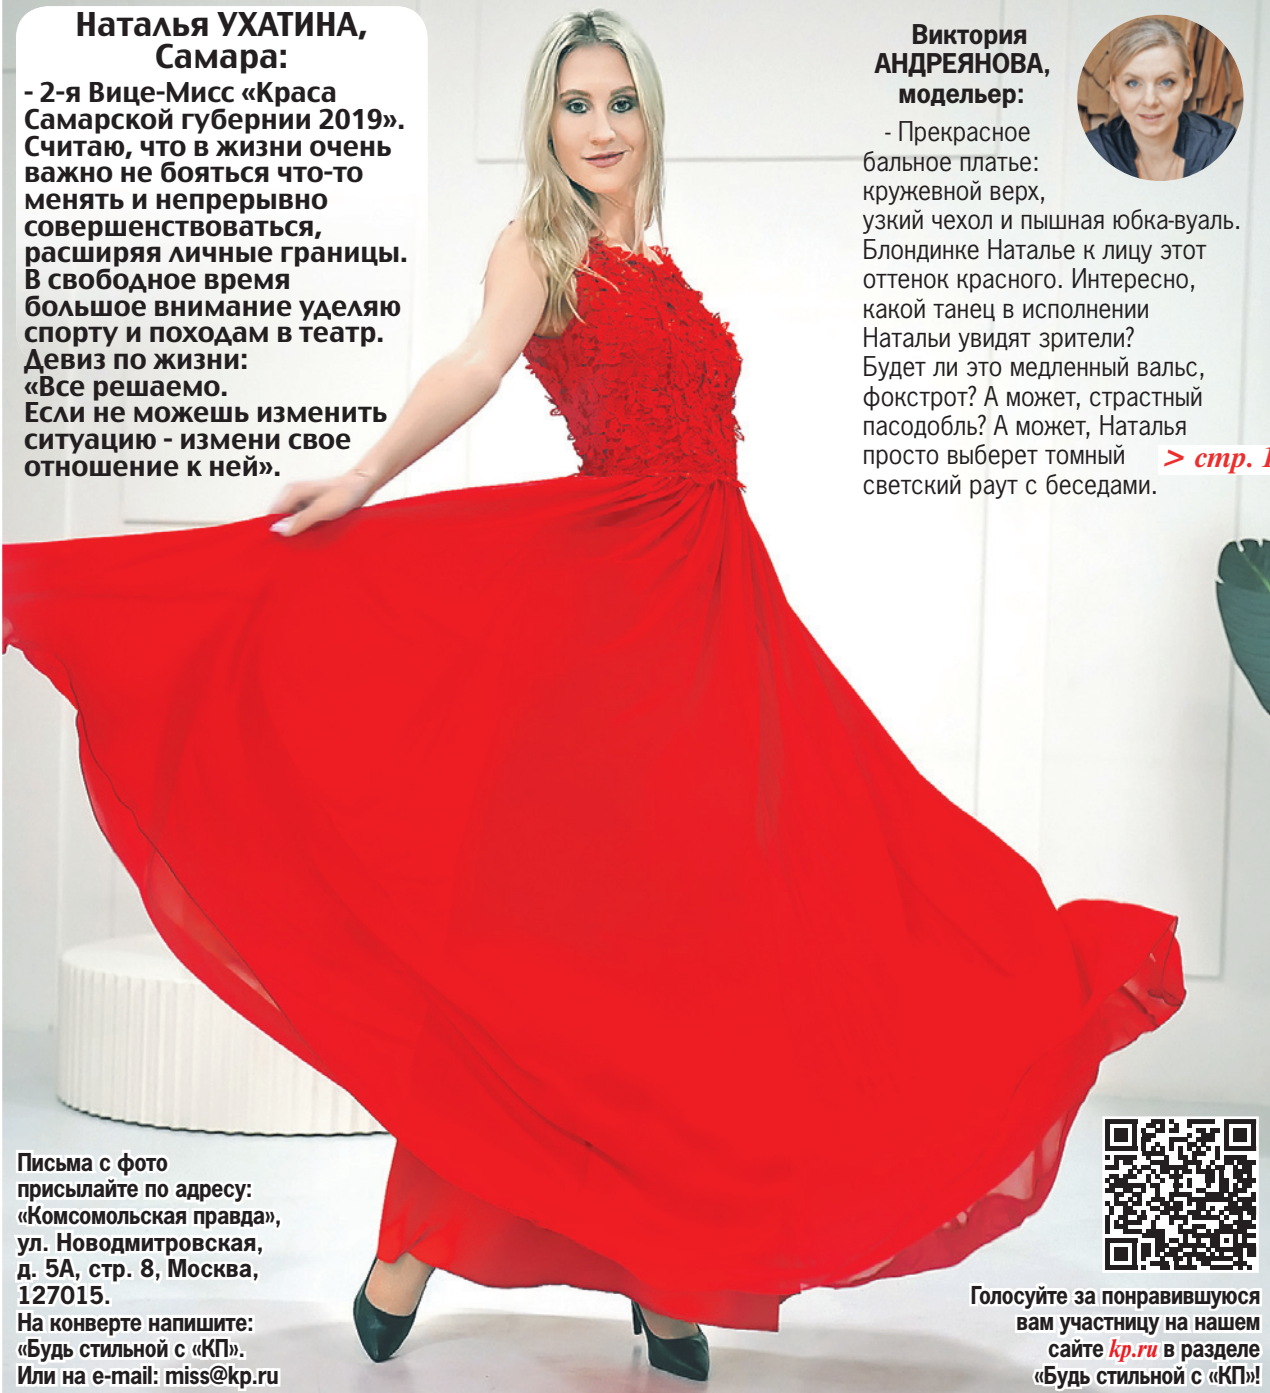 Наталья УХАТИНА,
Самара:
- 2-я Вице-Мисс «Краса
Самарской губернии 2019».
Считаю, что в жизни очень
важно не бояться что-то
менять и непрерывно
совершенствоваться,
расширяя личные границы.
В свободное время
большое внимание уделяю
спорту и походам в театр.
Девиз по жизни:
«Все решаемо.
Если не можешь изменить
ситуацию - измени свое
отношение к ней».
Виктория
АНДРЕЯНОВА,
модельер:
- Прекрасное
бальное платье:
кружевной верх,
узкий чехол и пышная юбка-вуаль.
Блондинке Наталье к лицу этот
оттенок красного. Интересно,
какой танец в исполнении
Натальи увидят зрители?
Будет ли это медленный вальс,
фокстрот? А может, страстный
пасодобль? А может, Наталья
просто выберет томный
светский раут с беседами.
> стр. 1
Письма с фото
присылайте по адресу:
«Комсомольская правда»,
ул. Новодмитровская,
д. 5А, стр. 8, Москва,
127015.
На конверте напишите:
«Будь стильной с «КП».
Или на e-mail: miss@kp.ru
Голосуйте за понравившуюся
вам участницу на нашем
сайте kp.ru в разделе
«Будь стильной с «КП»!